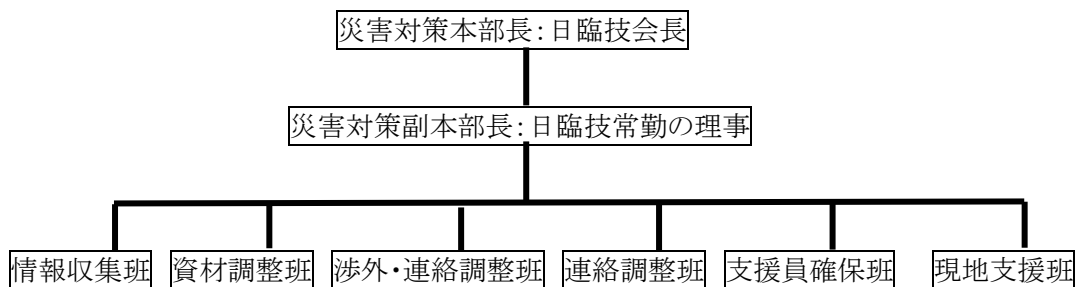 災害対策本部長：日臨技会長
災害対策副本部長：日臨技常勤の理事
情報収集班 資材調整班 渉外・連絡調整班 連絡調整班 支援員確保班 現地支援班